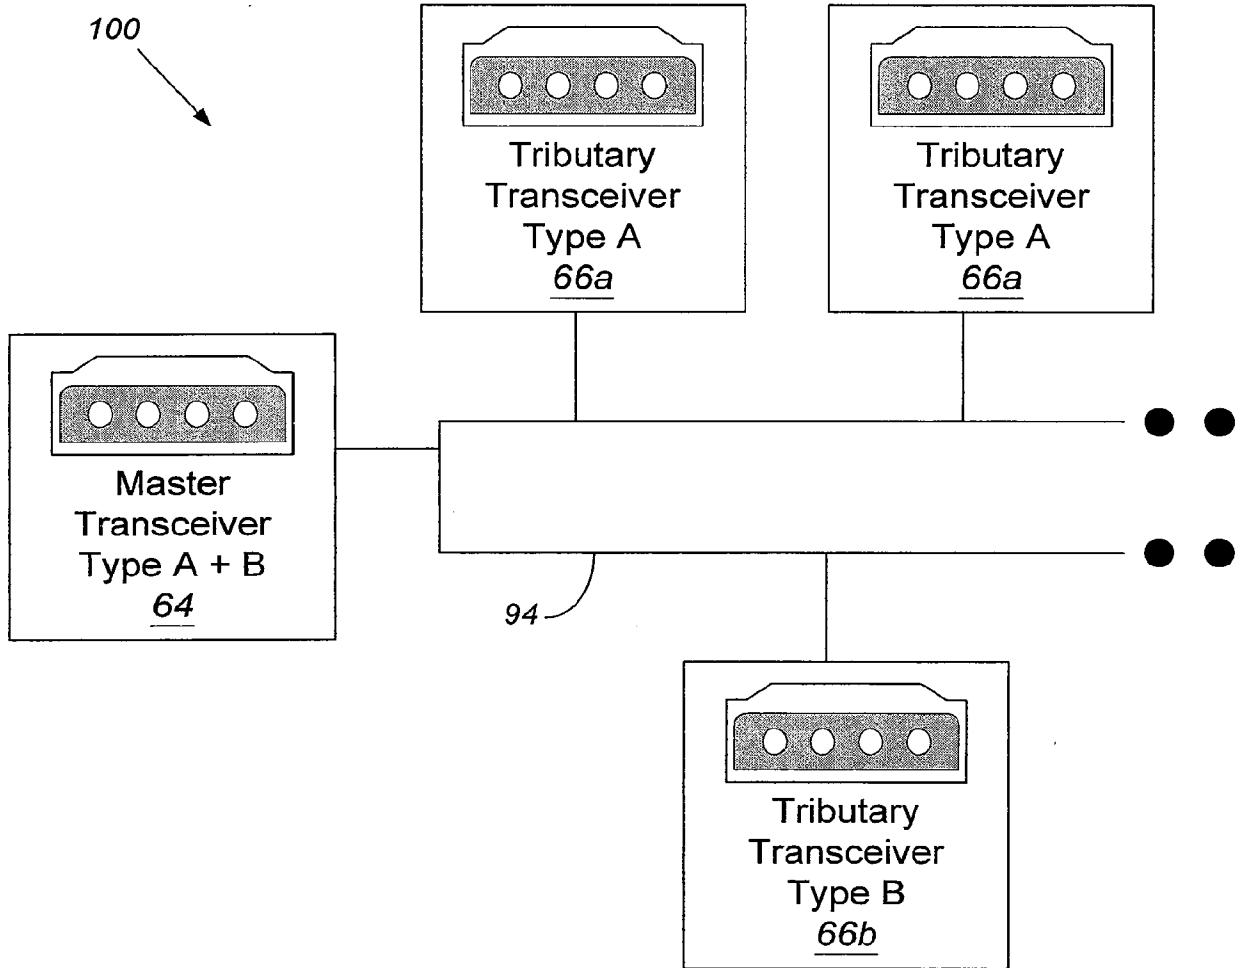 100
Tributary
Transceiver
Type A
66a
Tributary
Transceiver
Type A
66a
Master
Transceiver
Type A + B
64
94
Tributary
Transceiver
Type B
66b